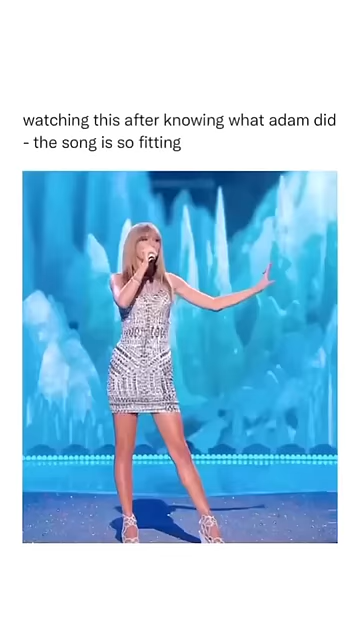 watching this after knowing what adam did
- the song is so fitting